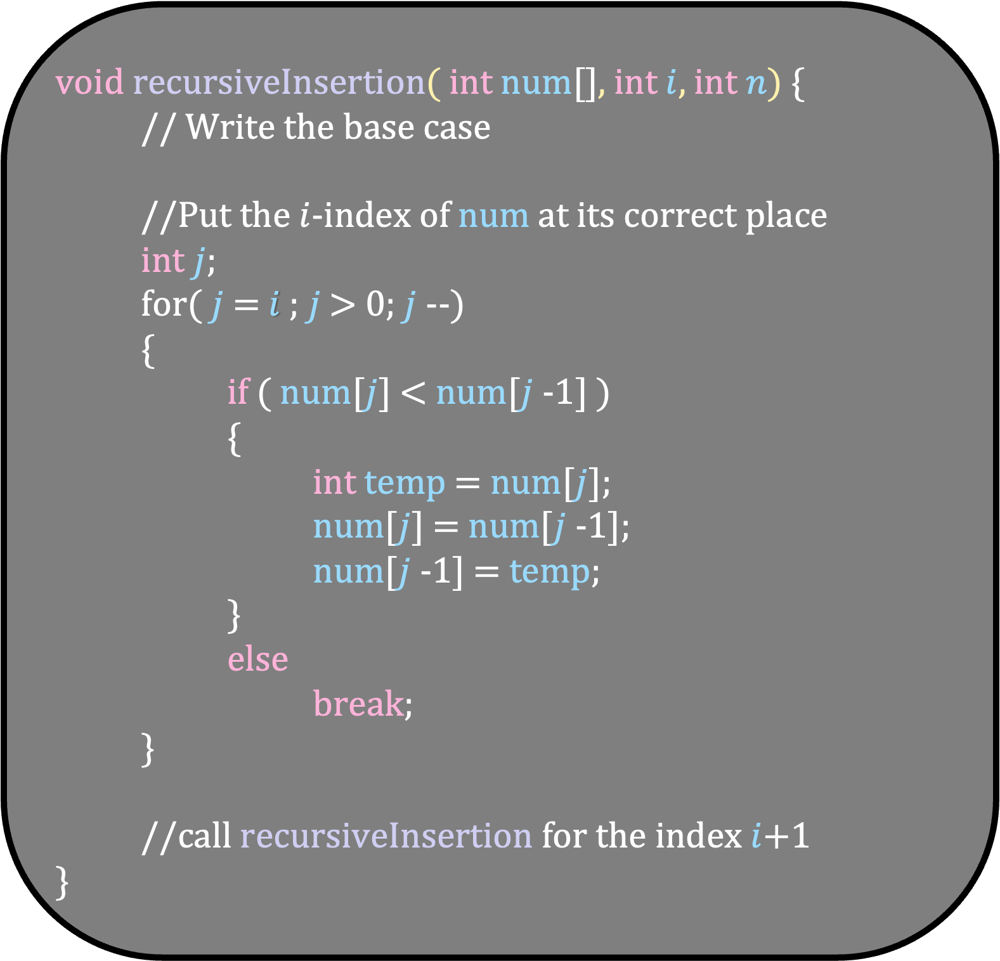 void recursiveInsertion( int num[], int i, int n) {
// Write the base case
//Put the i-index of num at its correct place
int j;
for( j = i ; j > 0; j --)
{
if ( num[j] < num[j -1] )
{
int temp = num[j];
num[j] = num[j -1];
num[j -1] = temp;
}
else
break;
}
//call recursiveInsertion for the index i+1
}